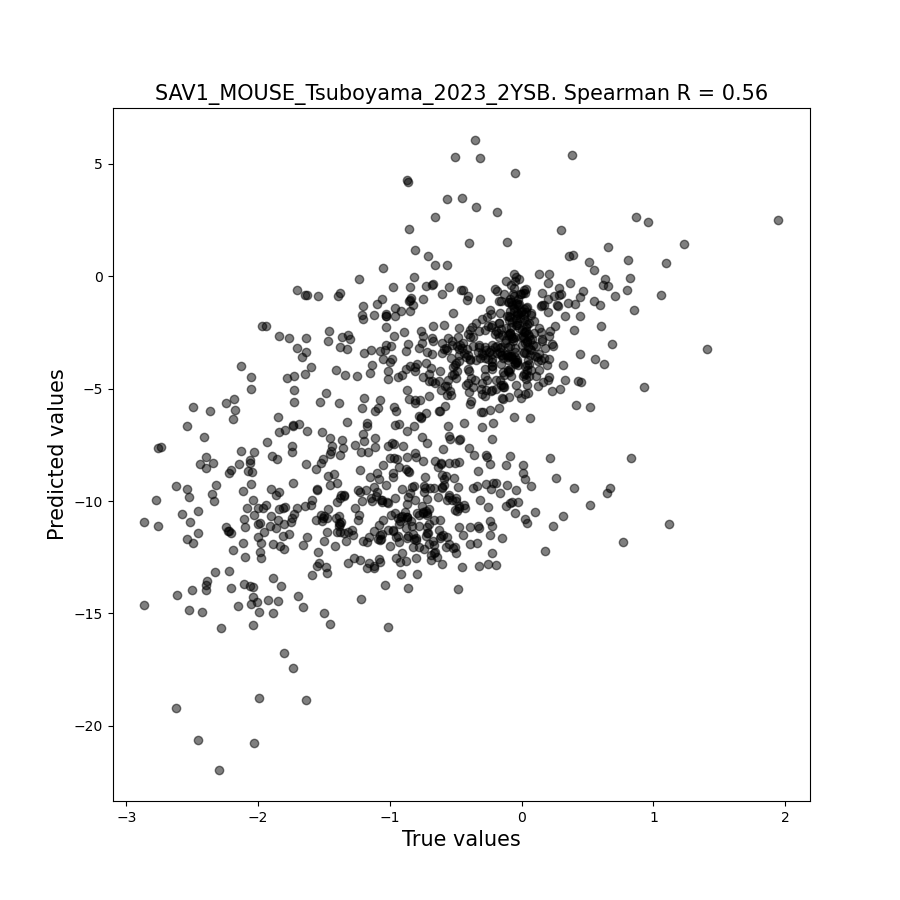 SAV1_MOUSE_Tsuboyama_2023_2YSB. Spearman R = 0.56
5
0
−5
−10
−15
−20
Predicted values
−3 −2 −1 0 1 2
True values